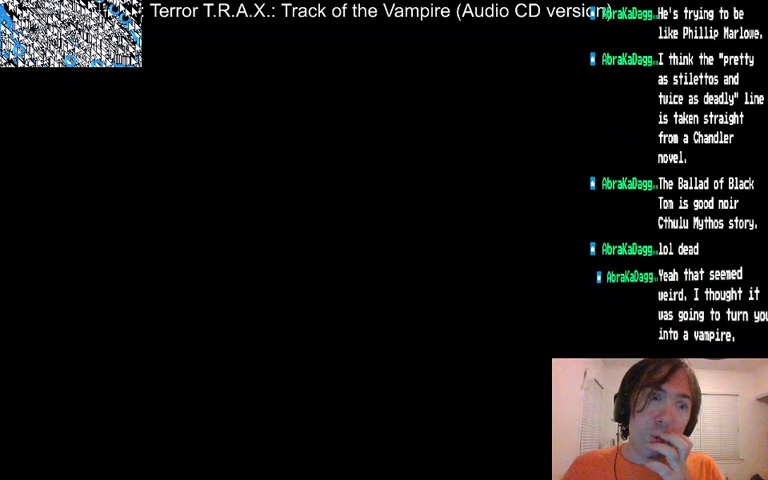 : Terror T.R.A.X.: Track of the Vampire (Audio CD version)
AbraKaDagg.. He's trying to be
like Phillip Marlowe.
AbraKaDagg.. I think the "pretty
as stilettos and
twice as deadly" line
is taken straight
from a Chandler
novel.
AbraKaDagg.. The Ballad of Black
Tom is good noir
Cthulu Mythos story.
AbraKaDagg.. lol dead
AbraKaDagg.. Yeah that seemed
weird. I thought it
was going to turn you
into a vampire.